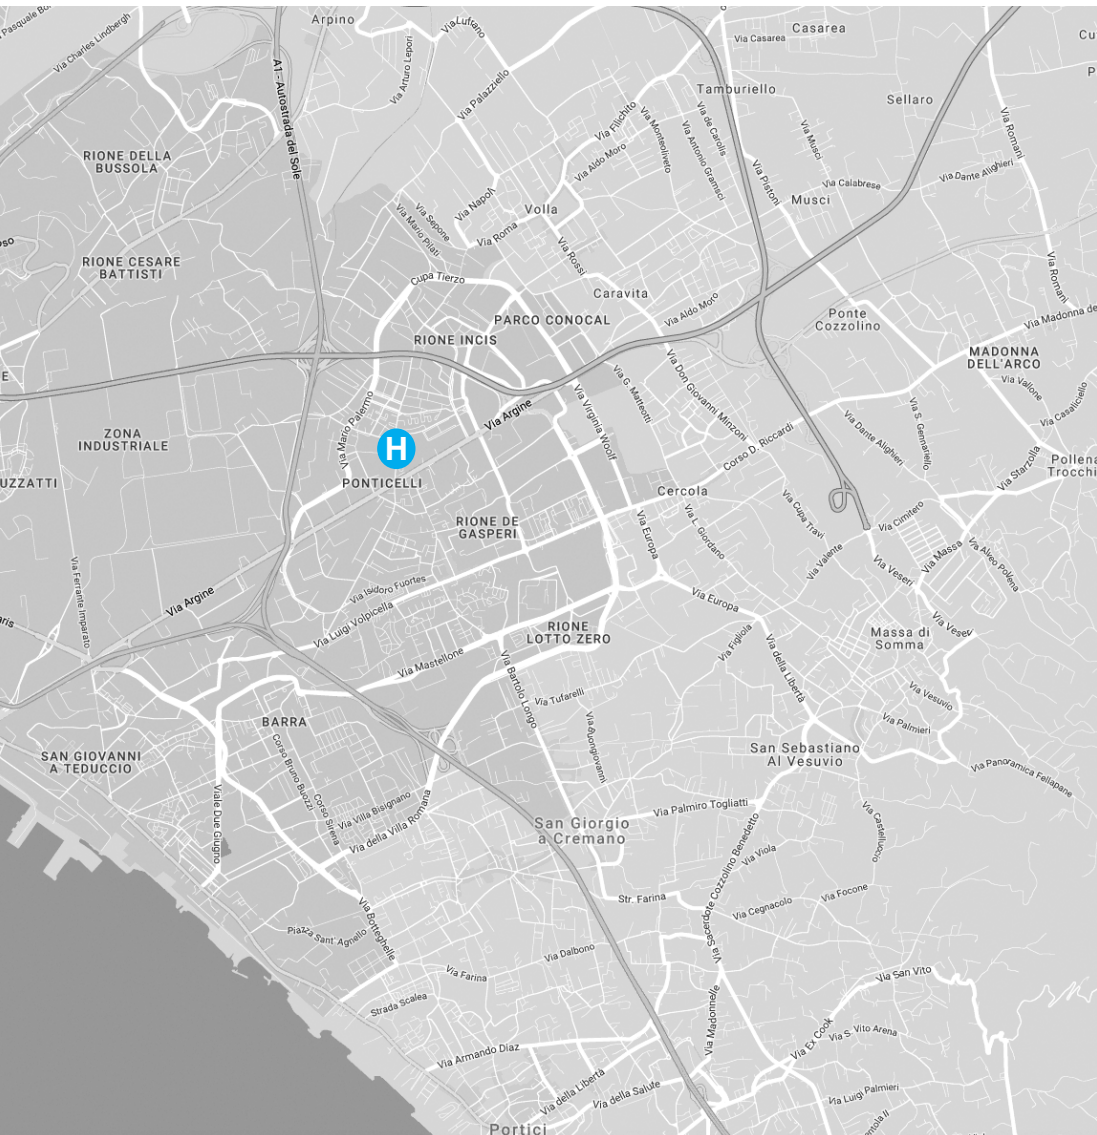 Via Charles Lindbergh
A1 - Autostrada del Sole
Arpino
Via Lufrano
Via Arturo Lepori
Via Palazziello
Casarea
Via Casarea
Tamburiello
Sellaro
Via Filichito
Via Monteoliveto
Via de Carolis
Via Antonio Gramsci
Via Musci
Via Romani
RIONE DELLA
BUSSOLA
Via Aldo Moro
Via Pistoni
Via Calabrese
Via Dante Alighieri
Musci
Via Napoli
Via Sepone
Via Mario Pilati
Volla
Via Roma
Via Rossi
RIONE CESARE
BATTISTI
Via Romani
Cupa Tierzo
Caravita
Via Aldo Moro
PARCO CONOCAL
RIONE INCIS
Ponte
Cozzolino
Via Madonna de
MADONNA
DELL'ARCO
Via Vallone
Via Casaliciello
Via G. Matteotti
Via Don Giovanni Minzoni
Via Virginia Woolf
Via Argine
Via Mario Palermo
H
PONTICELLI
ZONA
INDUSTRIALE
UZZATTI
Corso D. Riccardi
Via Dante Alighieri
Via S. Gennariello
Via Starzolla
Pollena
Trocchi
Cercola
RIONE DE
GASPERI
Via Europa
Via L. Giordano
Via Cupa Travi
Via Valente
Via Cimitero
Via Massa
Via Alveo Pollena
Via Veseri
Via Ferrante Imparato
Via Argine
Via Isidoro Fuortes
Via Luigi Volpicella
Via Europa
RIONE
LOTTO ZERO
Via Mastellone
Via Figliola
Via della Libertà
Massa di
Somma
Via Veseri
Via Bartolo Longo
Via Tufarelli
Via Buongiovanni
Via Vesuvio
Via Palmieri
BARRA
SAN GIOVANNI
A TEDUCCIO
Corso Bruno Buozzi
Corso Sirena
Via Villa Bisignano
Via della Villa Romana
Viale Due Giugno
San Sebastiano
Al Vesuvio
Via Panoramica Fellapane
Via Palmiro Togliatti
San Giorgio
a Cremano
Via Castelluccio
Via Viola
Via Sacerdote Cozzolino Benedetto
Str. Farina
Via Cegnacolo
Via Focone
Via Botteghelle
Piazza Sant' Agnello
Via Dalbono
Via Farina
Strada Scalea
Via Madonnelle
Via San Vito
Via Ex Cook
Via S. Vito Arena
Via Armando Diaz
Via della Libertà
Via della Salute
Via Luigi Palmieri
Portici